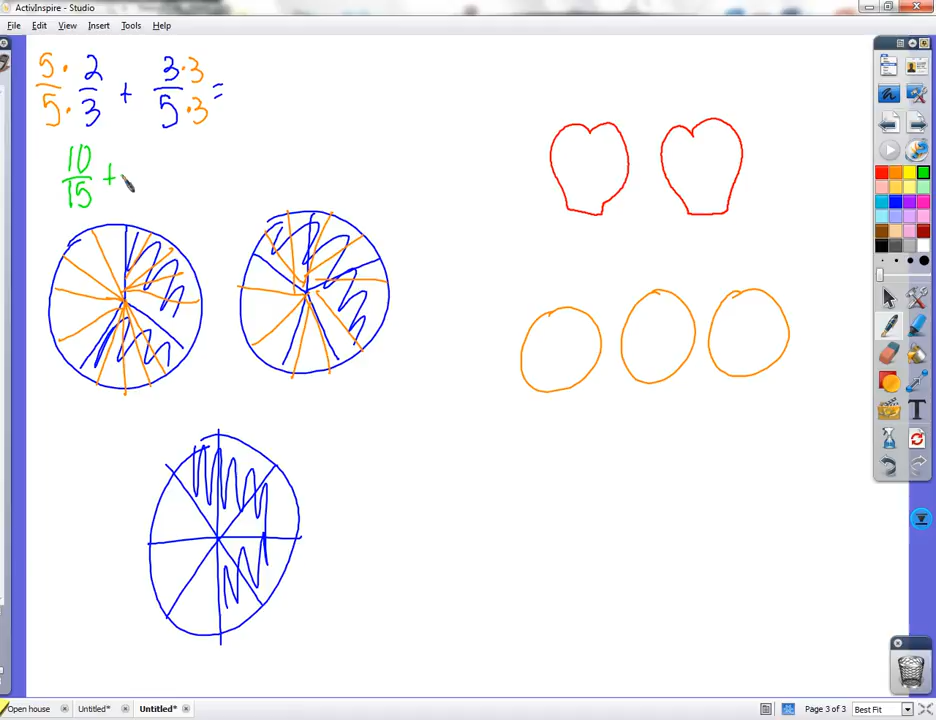 ActivInspire - Studio
File Edit View Insert Tools Help
5 · 2 + 3 · 3 =
5 · 3 5 · 3
10 +
15
T
Open house Untitled* Untitled* Page 3 of 3 Best Fit